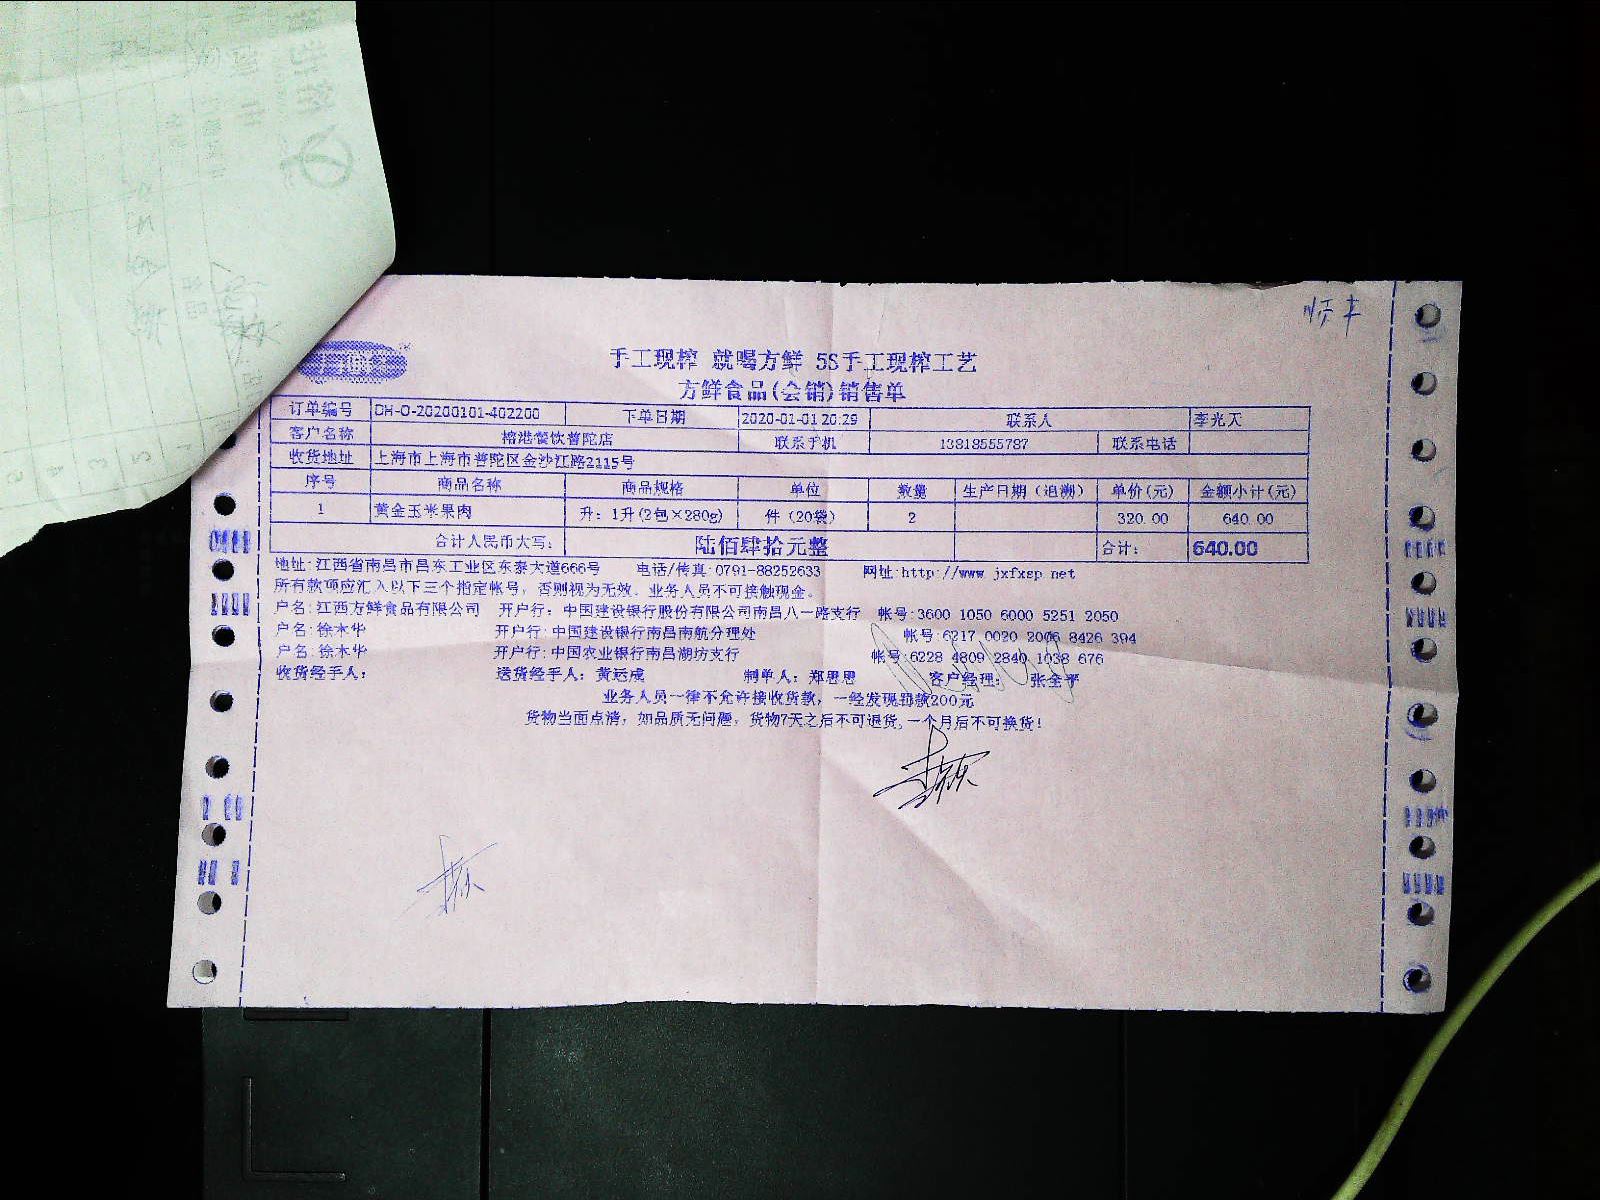 顺丰
手工现榨 就喝方鲜 5S手工现榨工艺
方鲜食品(会销)销售单
订单编号 DH-O-20200101-402200 下单日期 2020-01-01 20:29 联系人 李光天
客户名称 榕港餐饮普陀店 联系手机 13818555787 联系电话
收货地址 上海市上海市普陀区金沙江路2115号
序号 商品名称 商品规格 单位 数量 生产日期（追溯） 单价(元) 金额小计(元)
1 黄金玉米果肉 升：1升(2包×280g) 件（20袋） 2 320.00 640.00
合计人民币大写： 陆佰肆拾元整 合计： 640.00
地址:江西省南昌市昌东工业区东泰大道666号 电话/传真:0791-88252633 网址:http://www.jxfxsp.net
所有款项应汇入以下三个指定帐号，否则视为无效。业务人员不可接触现金。
户名:江西方鲜食品有限公司 开户行：中国建设银行股份有限公司南昌八一路支行 帐号:3600 1050 6000 5251 2050
户名:徐木华 开户行:中国建设银行南昌南航分理处 帐号:6217 0020 2006 8426 394
户名:徐木华 开户行:中国农业银行南昌湖坊支行 帐号:6228 4809 2840 1038 676
收货经手人： 送货经手人：黄运成 制单人：郑思思 客户经理： 张全平
业务人员一律不允许接收货款，一经发现罚款200元
货物当面点清，如品质无问题，货物7天之后不可退货,一个月后不可换货！